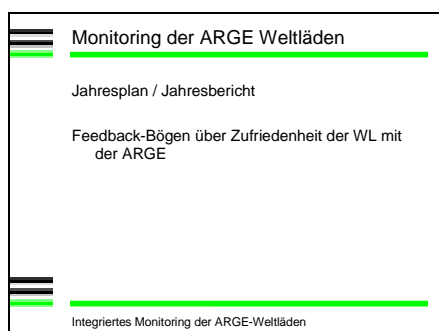 Monitoring der ARGE Weltläden
Jahresplan / Jahresbericht
Feedback-Bögen über Zufriedenheit der WL mit
der ARGE
Integriertes Monitoring der ARGE-Weltläden